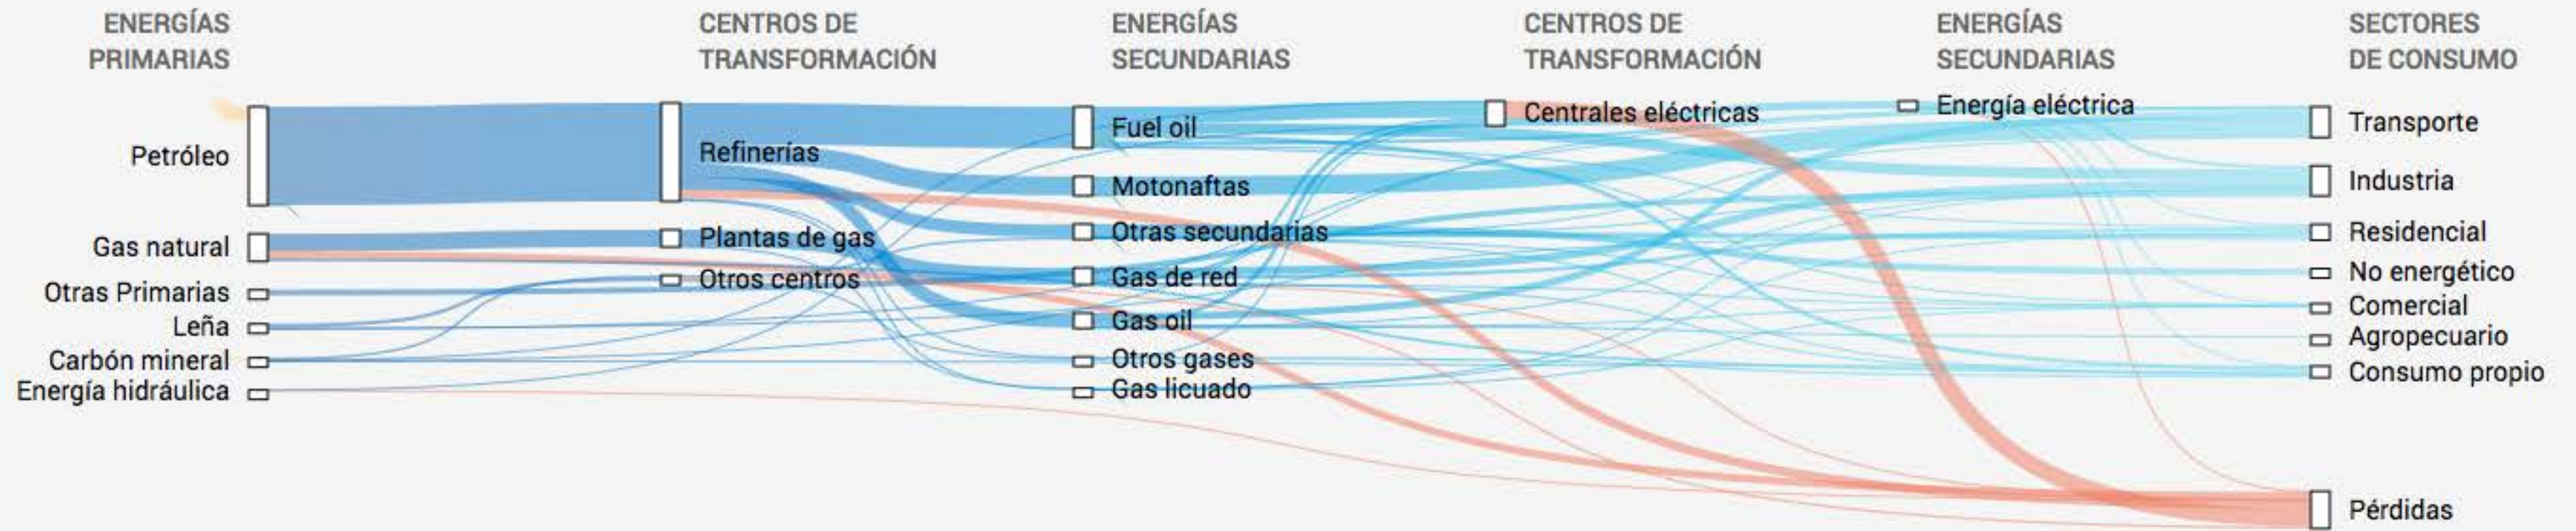 ENERGÍAS
PRIMARIAS
CENTROS DE
TRANSFORMACIÓN
ENERGÍAS
SECUNDARIAS
CENTROS DE
TRANSFORMACIÓN
ENERGÍAS
SECUNDARIAS
SECTORES
DE CONSUMO
Petróleo
Gas natural
Otras Primarias
Leña
Carbón mineral
Energía hidráulica
Refinerías
Plantas de gas
Otros centros
Fuel oil
Motonaftas
Otras secundarias
Gas de red
Gas oil
Otros gases
Gas licuado
Centrales eléctricas
Energía eléctrica
Transporte
Industria
Residencial
No energético
Comercial
Agropecuario
Consumo propio
Pérdidas